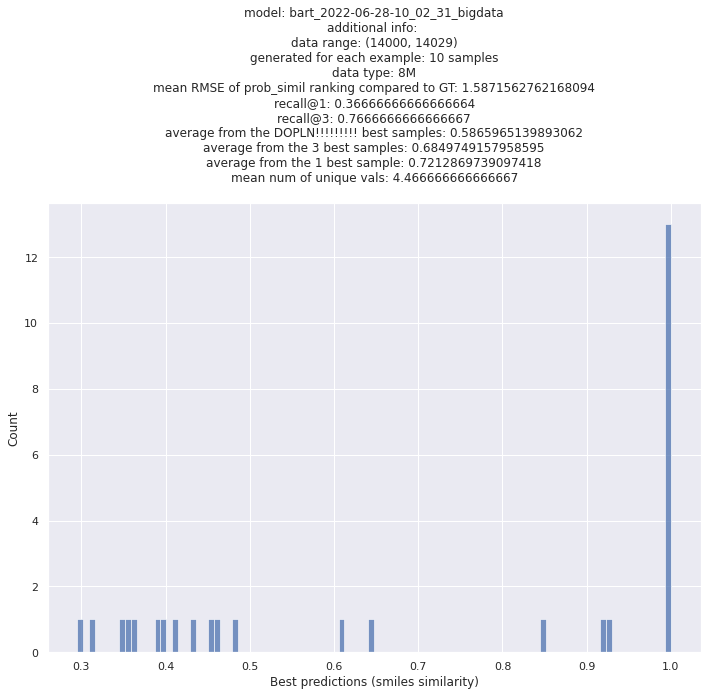 model: bart_2022-06-28-10_02_31_bigdata
additional info:
data range: (14000, 14029)
generated for each example: 10 samples
data type: 8M
mean RMSE of prob_simil ranking compared to GT: 1.5871562762168094
recall@1: 0.36666666666666664
recall@3: 0.7666666666666667
average from the DOPLN!!!!!!!!! best samples: 0.5865965139893062
average from the 3 best samples: 0.6849749157958595
average from the 1 best sample: 0.7212869739097418
mean num of unique vals: 4.466666666666667
12
10
8
6
4
2
0
Count
0.3 0.4 0.5 0.6 0.7 0.8 0.9 1.0
Best predictions (smiles similarity)